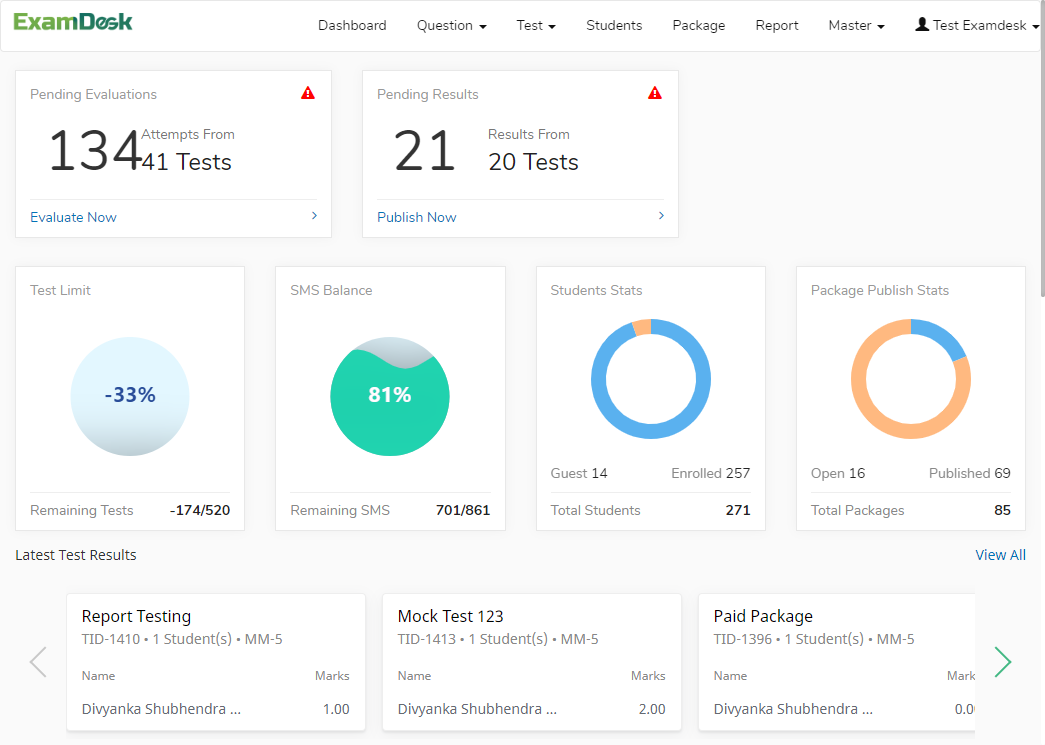 ExamDesk Dashboard Question Test Students Package Report Master Test Examdesk
Pending Evaluations
134 Attempts From
41 Tests
Evaluate Now
Pending Results
21 Results From
20 Tests
Publish Now
Test Limit
-33%
Remaining Tests -174/520
SMS Balance
81%
Remaining SMS 701/861
Students Stats
Guest 14 Enrolled 257
Total Students 271
Package Publish Stats
Open 16 Published 69
Total Packages 85
Latest Test Results View All
Report Testing
TID-1410 • 1 Student(s) • MM-5
Name Marks
Divyanka Shubhendra ... 1.00
Mock Test 123
TID-1413 • 1 Student(s) • MM-5
Name Marks
Divyanka Shubhendra ... 2.00
Paid Package
TID-1396 • 1 Student(s) • MM-5
Name Mark
Divyanka Shubhendra ... 0.0